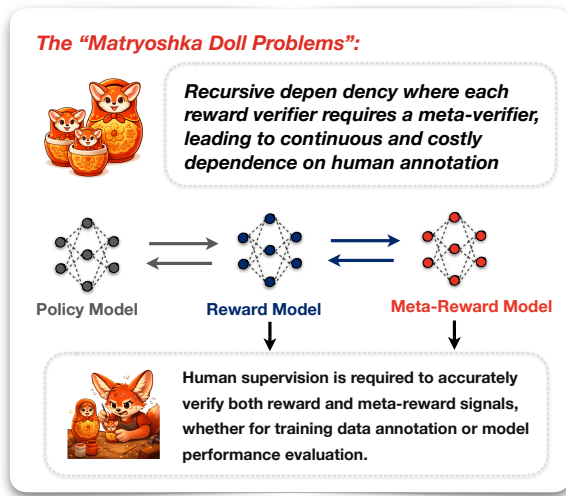 The “Matryoshka Doll Problems”:
Recursive depen dency where each
reward verifier requires a meta-verifier,
leading to continuous and costly
dependence on human annotation
Policy Model
Reward Model
Meta-Reward Model
Human supervision is required to accurately
verify both reward and meta-reward signals,
whether for training data annotation or model
performance evaluation.